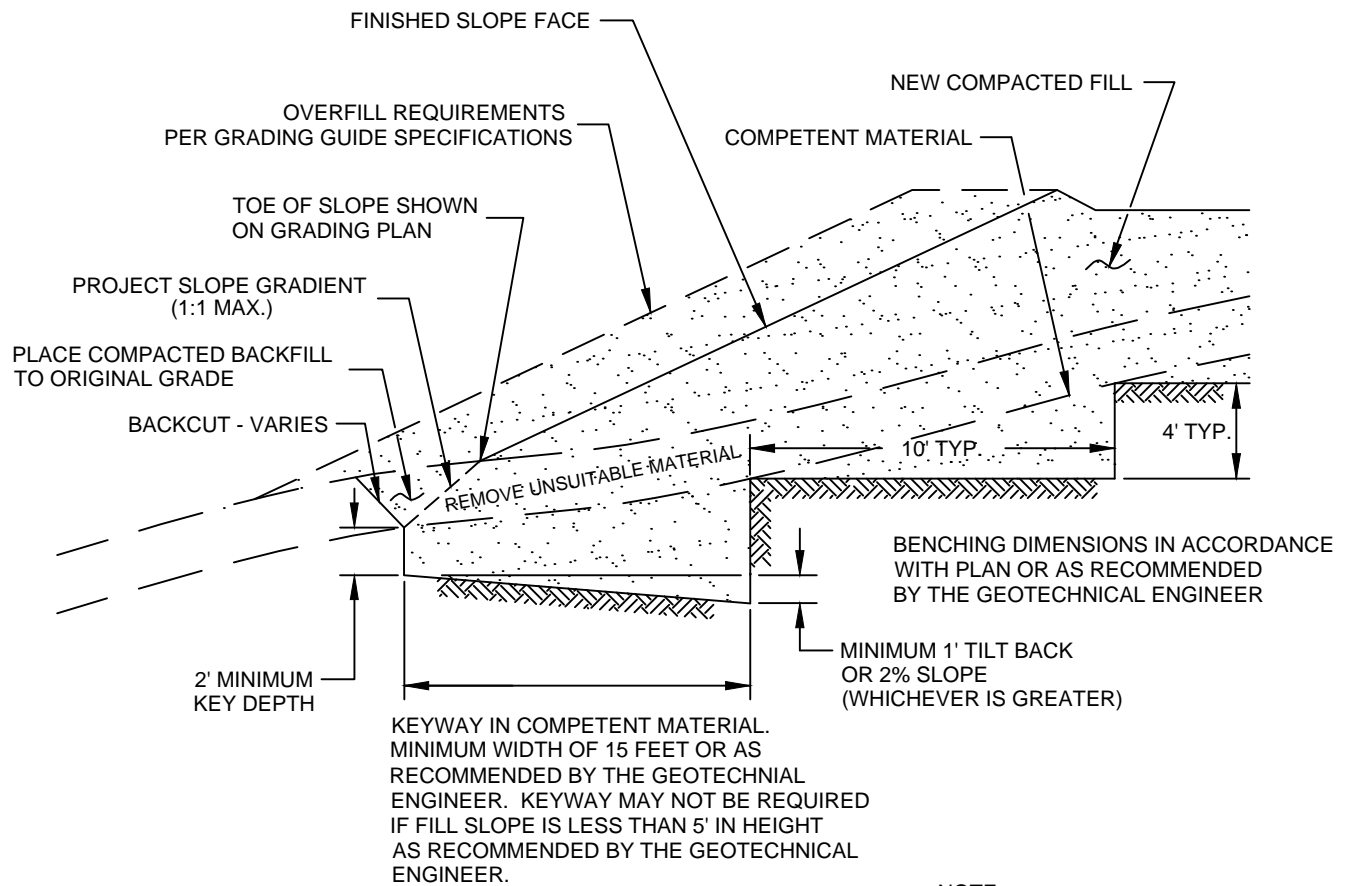 FINISHED SLOPE FACE
NEW COMPACTED FILL
OVERFILL REQUIREMENTS
PER GRADING GUIDE SPECIFICATIONS
COMPETENT MATERIAL
TOE OF SLOPE SHOWN
ON GRADING PLAN
PROJECT SLOPE GRADIENT
(1:1 MAX.)
PLACE COMPACTED BACKFILL
TO ORIGINAL GRADE
BACKCUT - VARIES
REMOVE UNSUITABLE MATERIAL
10' TYP.
4' TYP.
BENCHING DIMENSIONS IN ACCORDANCE
WITH PLAN OR AS RECOMMENDED
BY THE GEOTECHNICAL ENGINEER
MINIMUM 1' TILT BACK
OR 2% SLOPE
(WHICHEVER IS GREATER)
2' MINIMUM
KEY DEPTH
KEYWAY IN COMPETENT MATERIAL.
MINIMUM WIDTH OF 15 FEET OR AS
RECOMMENDED BY THE GEOTECHNIAL
ENGINEER. KEYWAY MAY NOT BE REQUIRED
IF FILL SLOPE IS LESS THAN 5' IN HEIGHT
AS RECOMMENDED BY THE GEOTECHNICAL
ENGINEER.